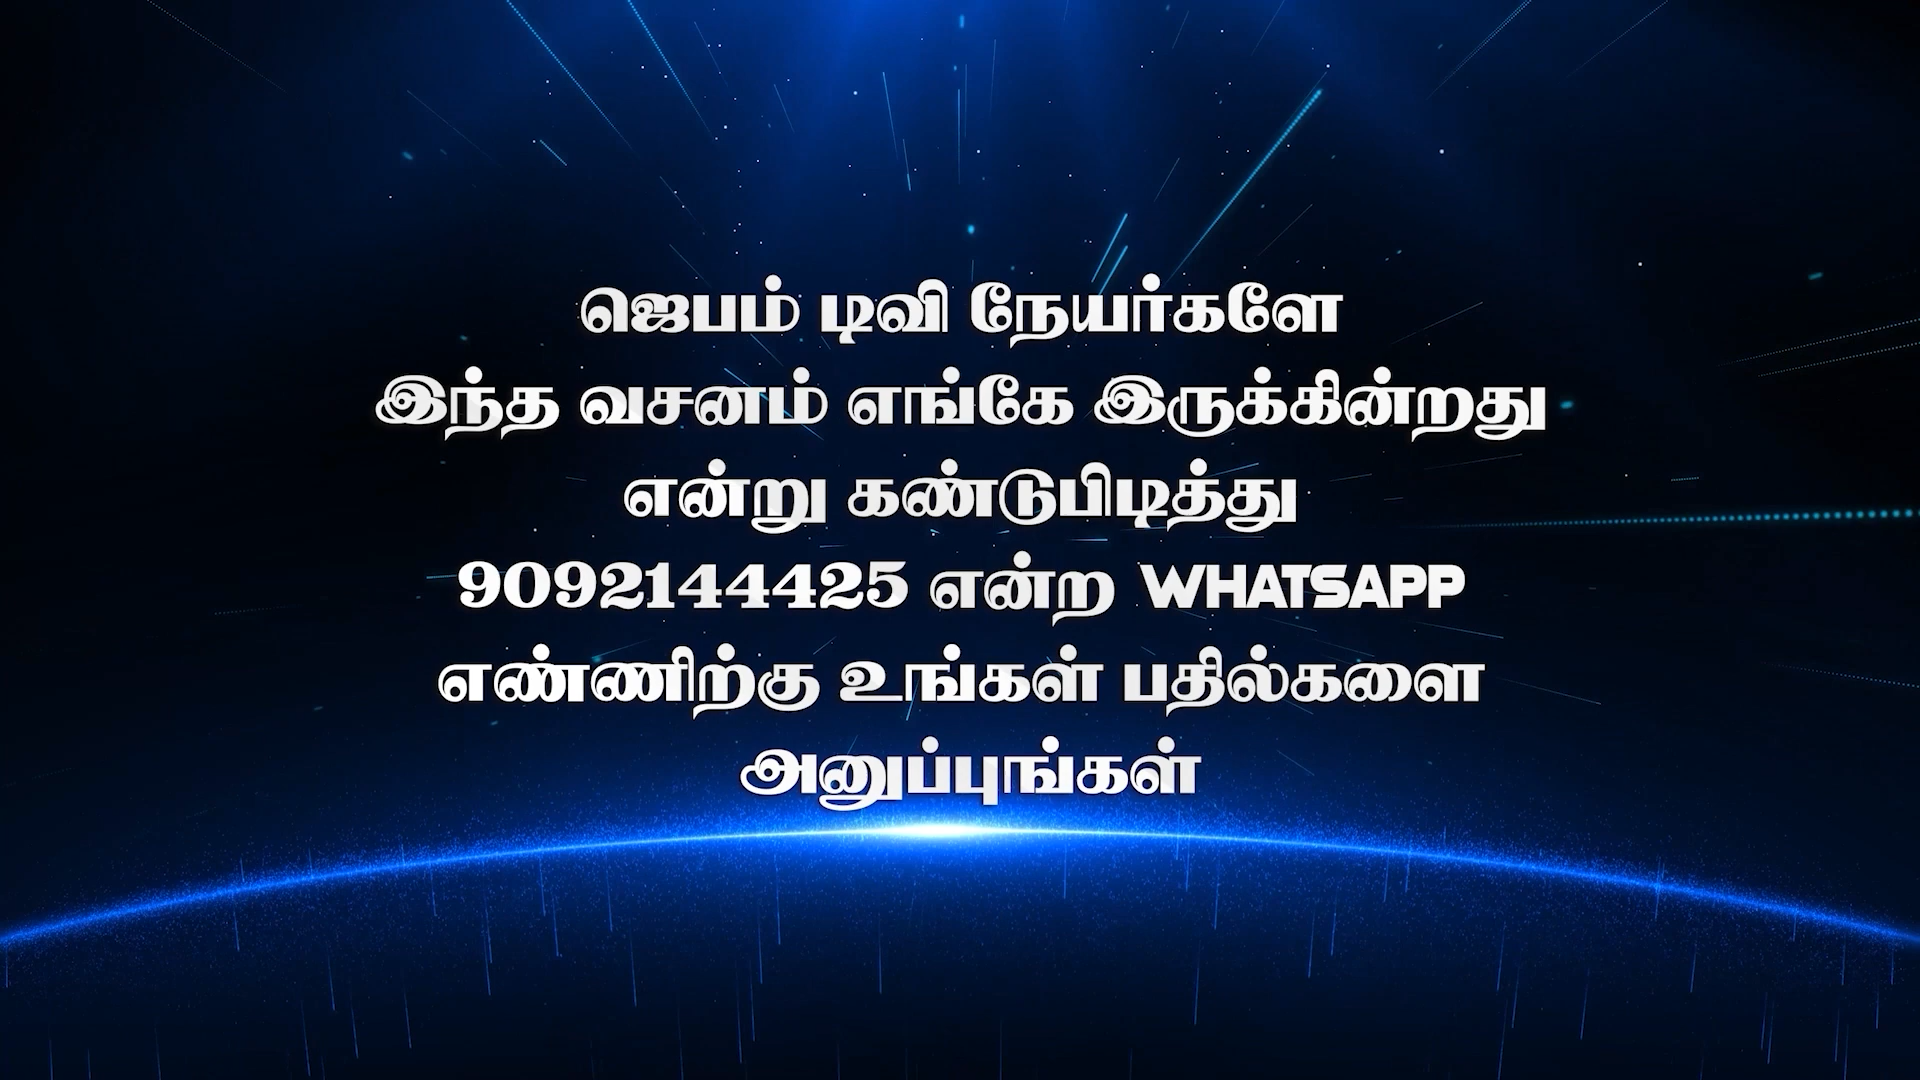 ஜெபம் டிவி நேயர்களே
இந்த வசனம் எங்கே இருக்கின்றது
என்று கண்டுபிடித்து
9092144425 என்ற WHATSAPP
எண்ணிற்கு உங்கள் பதில்களை
அனுப்புங்கள்